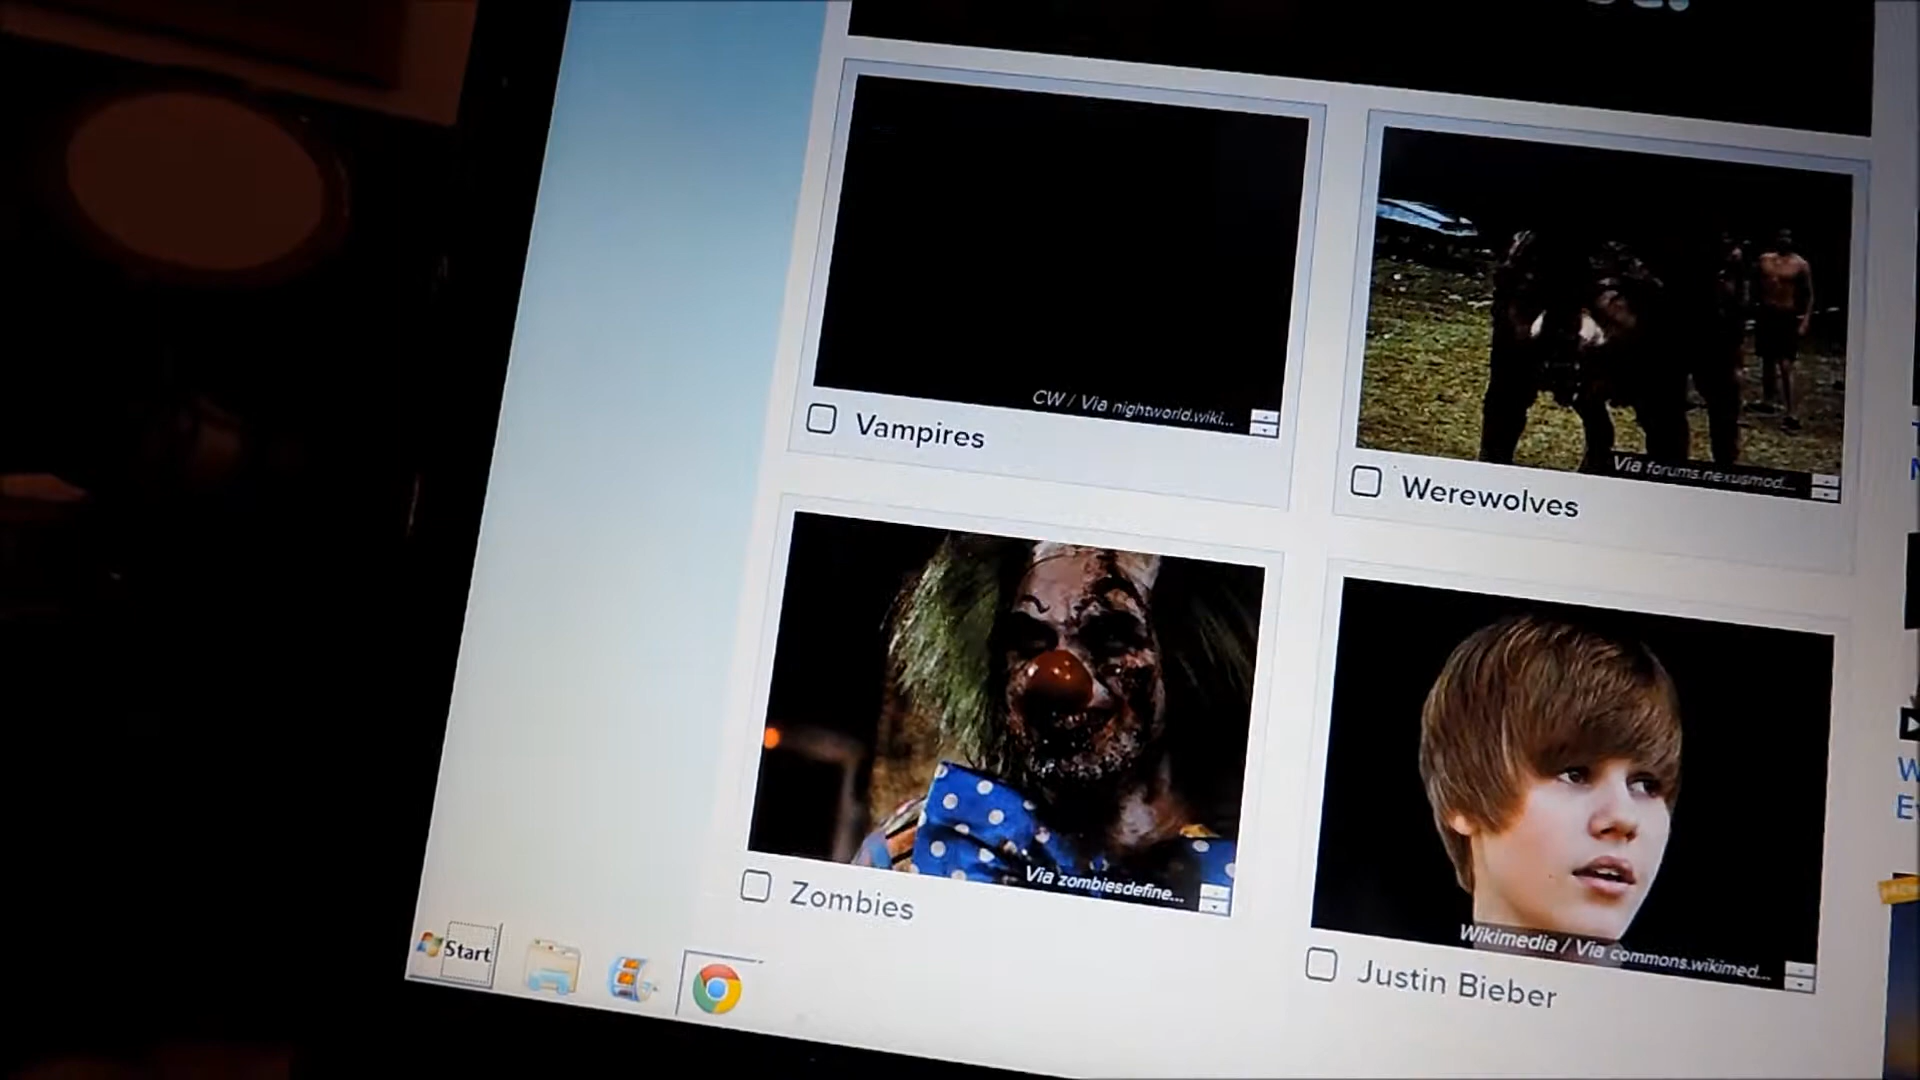 CW / Via nightworld.wiki...
Vampires
Via forums.nexusmod...
Werewolves
Via zombiesdefine...
Zombies
Wikimedia / Via commons.wikimed...
Justin Bieber
Start